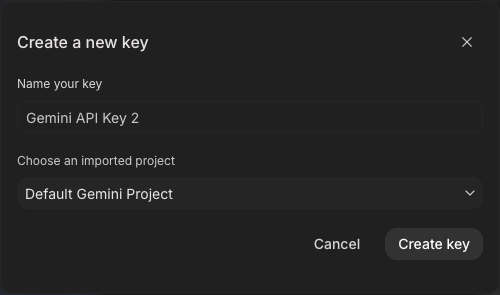 Create a new key
Name your key
Gemini API Key 2
Choose an imported project
Default Gemini Project
Cancel
Create key